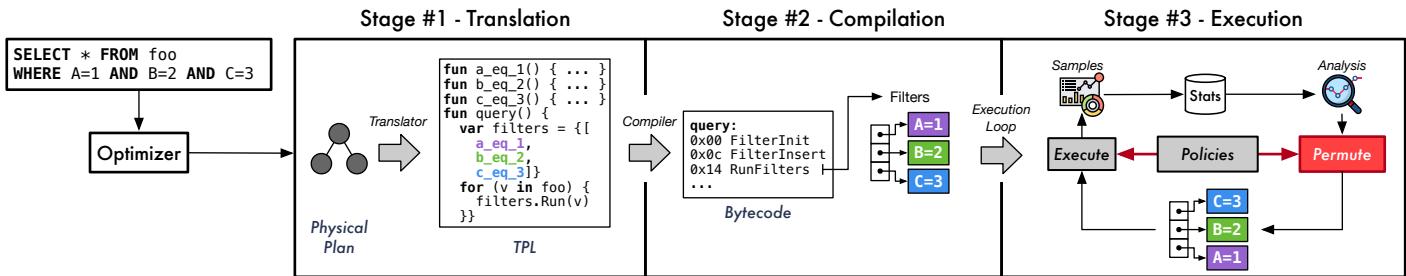 Stage #1 - Translation
Stage #2 - Compilation
Stage #3 - Execution
SELECT * FROM foo
WHERE A=1 AND B=2 AND C=3
Optimizer
Physical
Plan
Translator
fun a_eq_1() { ... }
fun b_eq_2() { ... }
fun c_eq_3() { ... }
fun query() {
var filters = {[
a_eq_1,
b_eq_2,
c_eq_3]}
for (v in foo) {
filters.Run(v)
}}
TPL
Compiler
query:
0x00 FilterInit
0x0c FilterInsert
0x14 RunFilters
...
Bytecode
Filters
A=1
B=2
C=3
Execution
Loop
Samples
Stats
Analysis
Execute
Policies
Permute
C=3
B=2
A=1